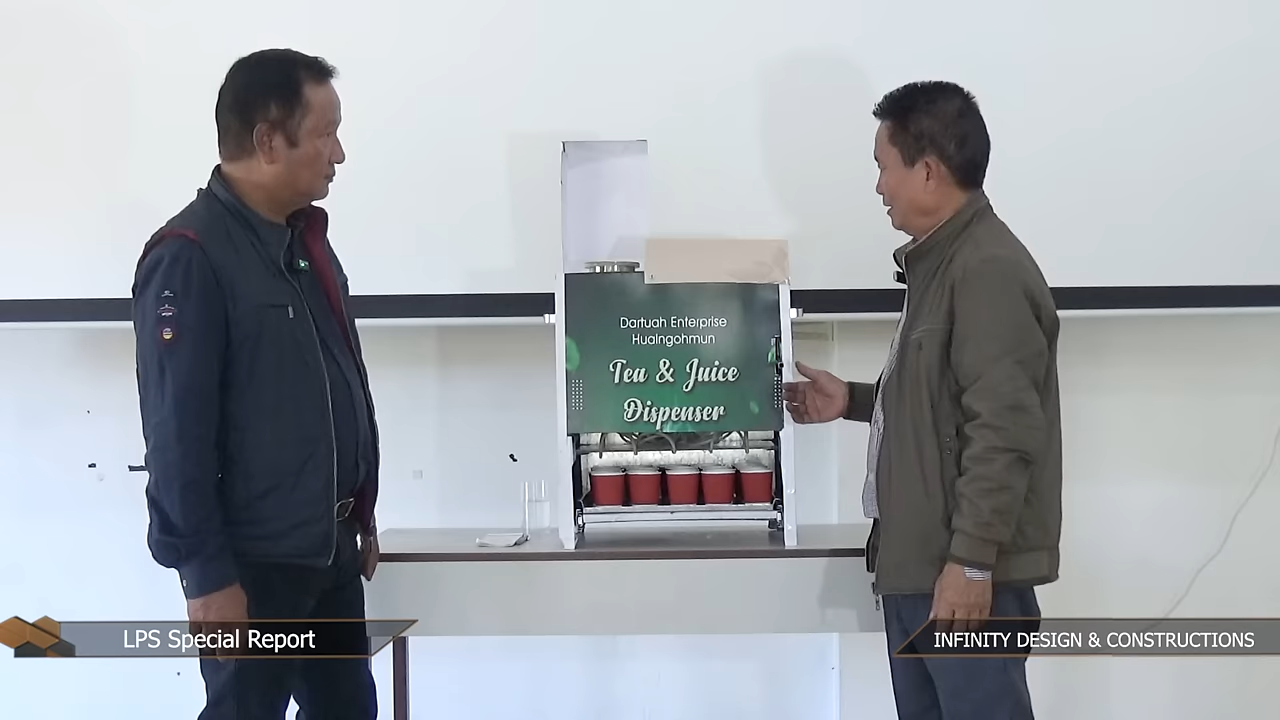 Dartuah Enterprise
Hualngohmun
Tea & Juice
Dispenser
LPS Special Report
INFINITY DESIGN & CONSTRUCTIONS